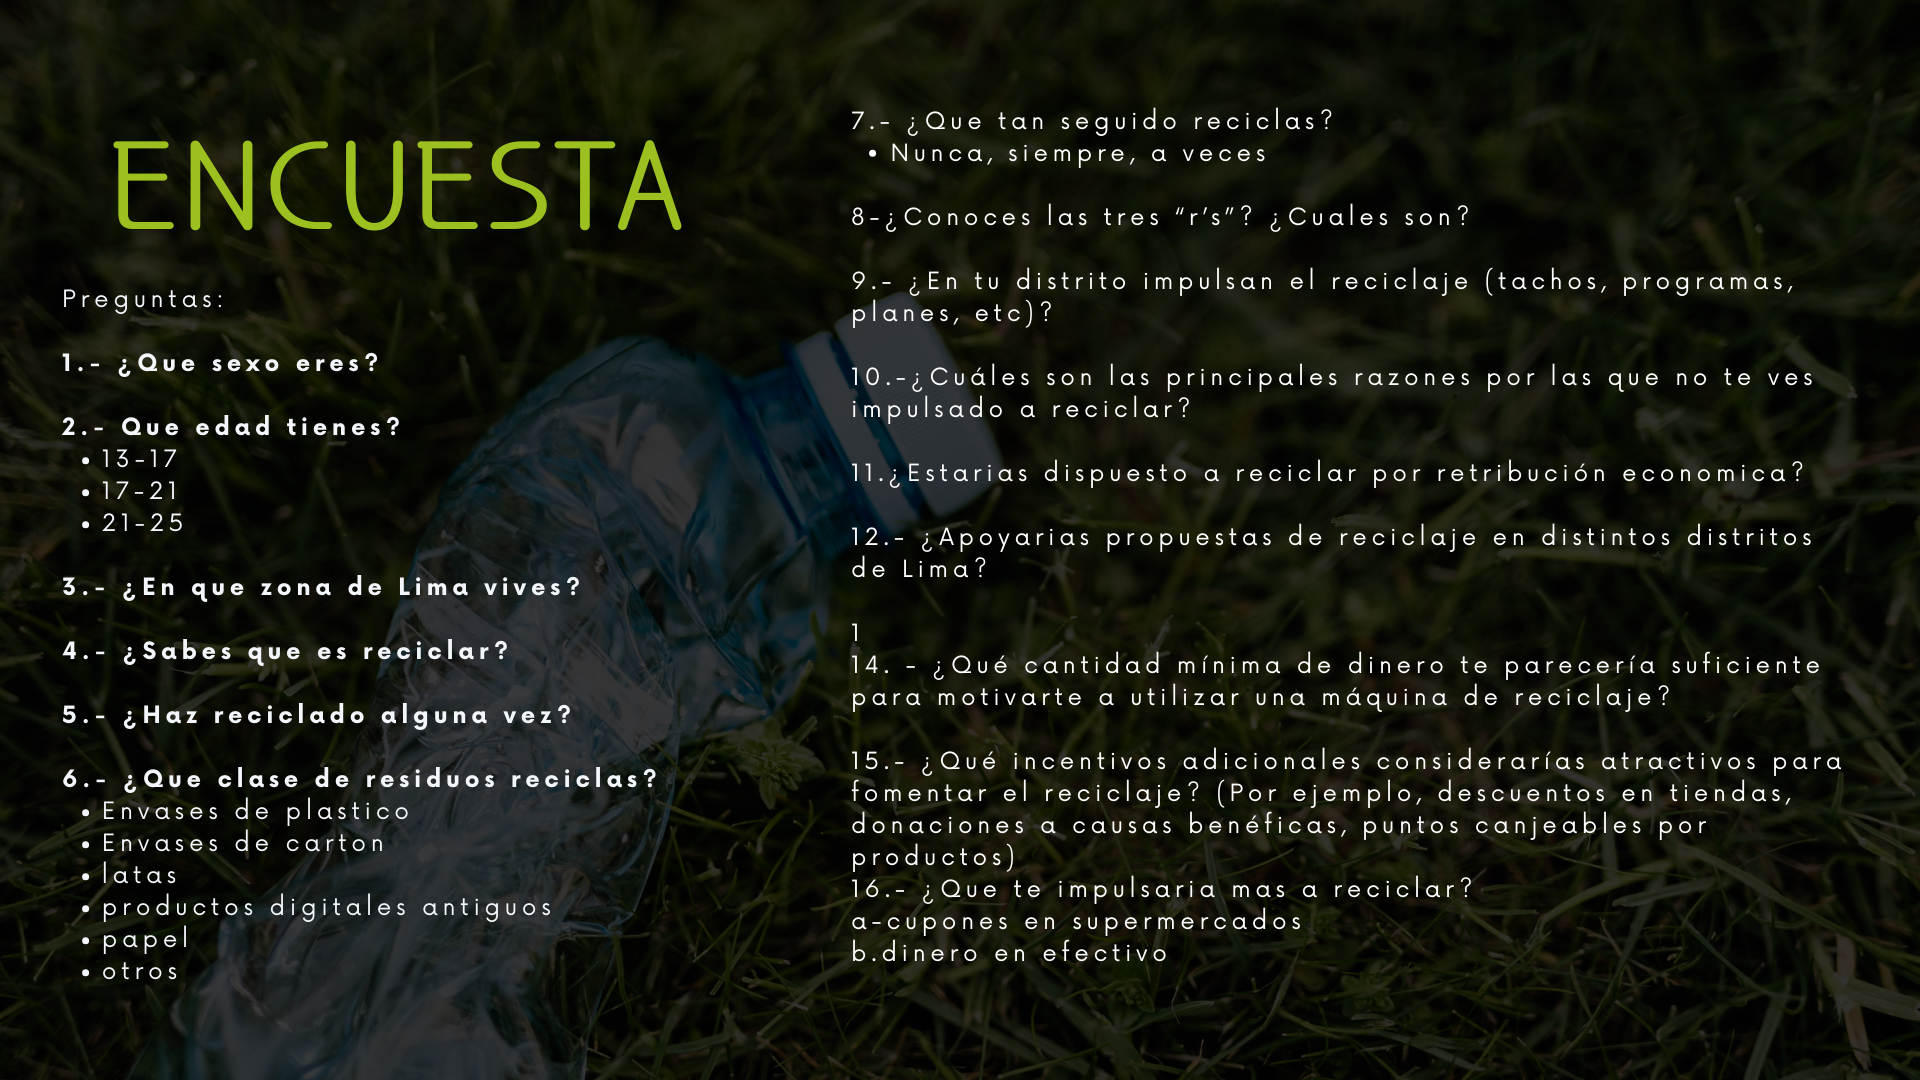 ENCUESTA
Preguntas:
1.- ¿Que sexo eres?
2.- Que edad tienes?
• 13-17
• 17-21
• 21-25
3.- ¿En que zona de Lima vives?
4.- ¿Sabes que es reciclar?
5.- ¿Haz reciclado alguna vez?
6.- ¿Que clase de residuos reciclas?
• Envases de plastico
• Envases de carton
• latas
• productos digitales antiguos
• papel
• otros
7.- ¿Que tan seguido reciclas?
• Nunca, siempre, a veces
8-¿Conoces las tres “r’s”? ¿Cuales son?
9.- ¿En tu distrito impulsan el reciclaje (tachos, programas,
planes, etc)?
10.-¿Cuáles son las principales razones por las que no te ves
impulsado a reciclar?
11.¿Estarias dispuesto a reciclar por retribución economica?
12.- ¿Apoyarias propuestas de reciclaje en distintos distritos
de Lima?
1
14. - ¿Qué cantidad mínima de dinero te parecería suficiente
para motivarte a utilizar una máquina de reciclaje?
15.- ¿Qué incentivos adicionales considerarías atractivos para
fomentar el reciclaje? (Por ejemplo, descuentos en tiendas,
donaciones a causas benéficas, puntos canjeables por
productos)
16.- ¿Que te impulsaria mas a reciclar?
a-cupones en supermercados
b.dinero en efectivo